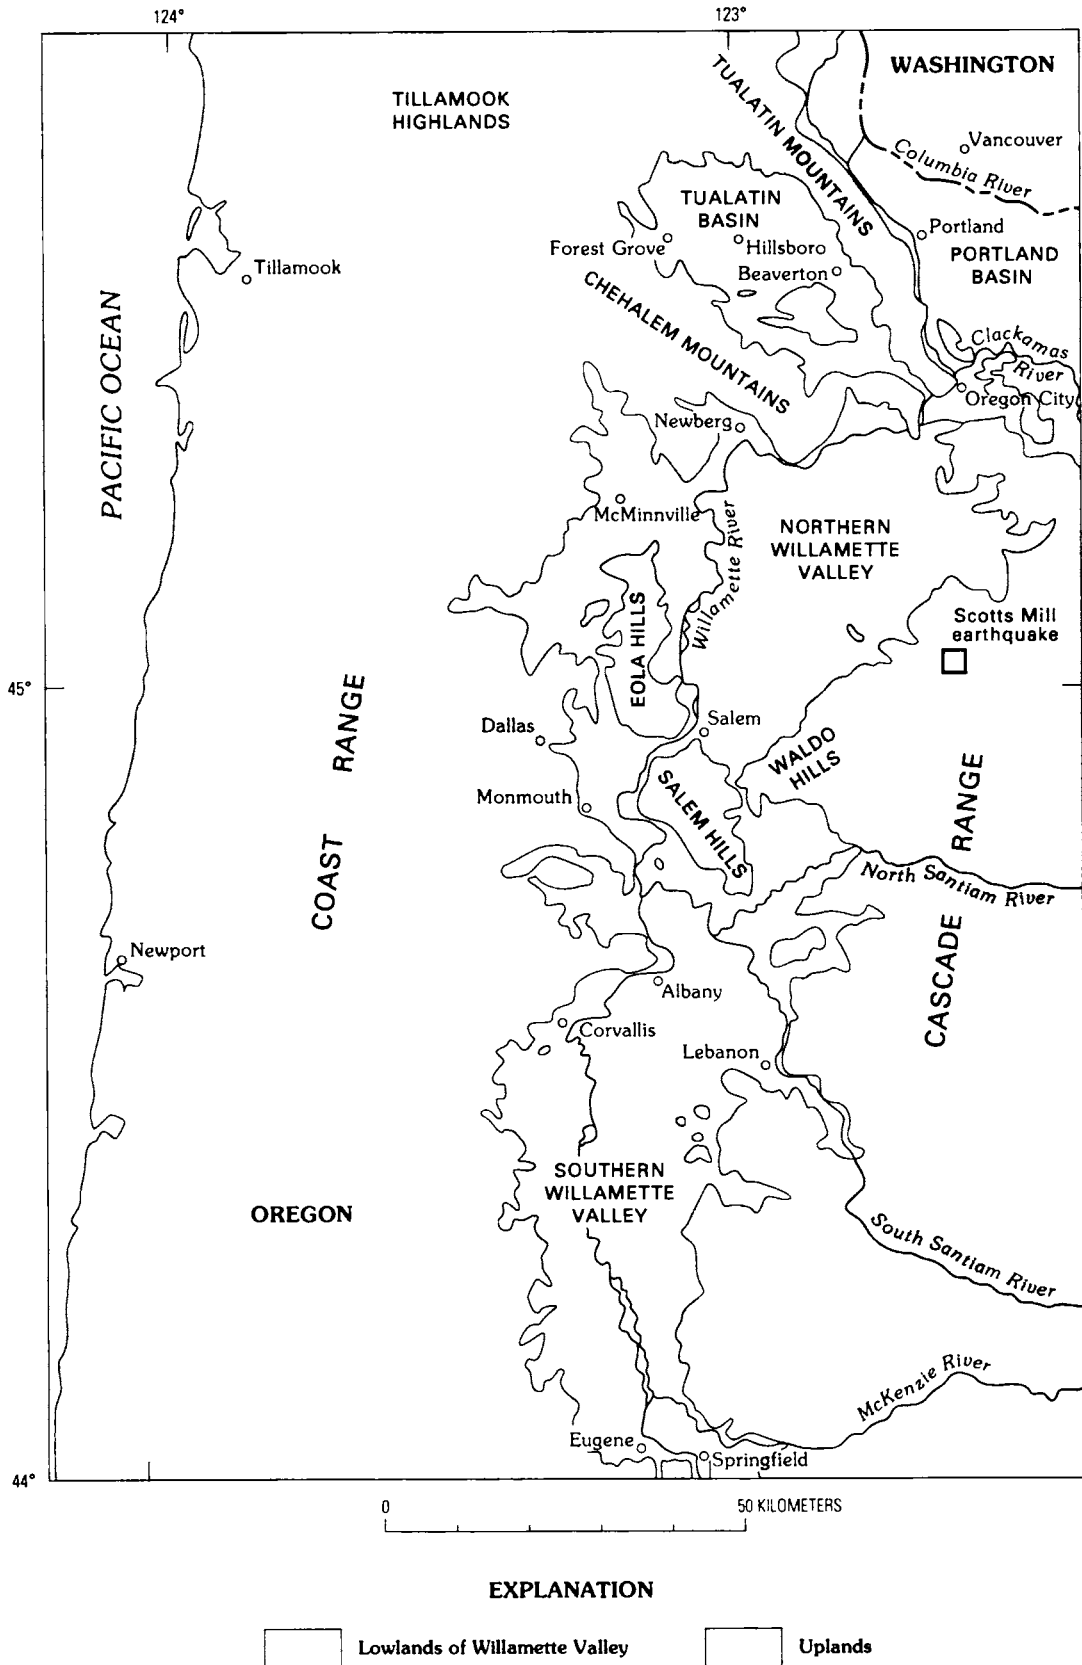 124°
123°
WASHINGTON
TILLAMOOK
HIGHLANDS
TUALATIN MOUNTAINS
Vancouver
Columbia River
TUALATIN
BASIN
Portland
Forest Grove
Hillsboro
Beaverton
PORTLAND
BASIN
Tillamook
CHEHALEM MOUNTAINS
PACIFIC OCEAN
Clackamas
River
Oregon City
Newberg
McMinnville
Willamette River
NORTHERN
WILLAMETTE
VALLEY
EOLA HILLS
Scotts Mill
earthquake
45°
COAST RANGE
Dallas
Salem
WALDO
HILLS
Monmouth
SALEM HILLS
CASCADE RANGE
North Santiam River
Newport
Albany
Corvallis
Lebanon
SOUTHERN
WILLAMETTE
VALLEY
OREGON
South Santiam River
McKenzie River
Eugene
Springfield
44°
0
50 KILOMETERS
EXPLANATION
Lowlands of Willamette Valley
Uplands